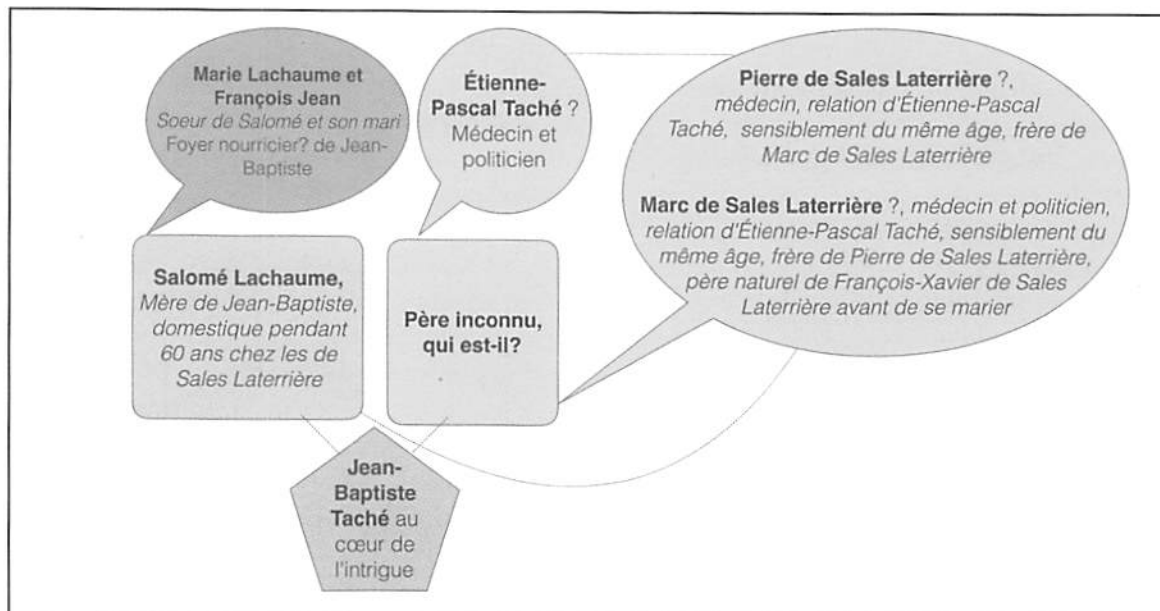 Marie Lachaume et
François Jean
Soeur de Salomé et son mari
Foyer nourricier? de Jean-
Baptiste
Étienne-
Pascal Taché ?
Médecin et
politicien
Pierre de Sales Laterrière ?,
médecin, relation d'Étienne-Pascal
Taché, sensiblement du même âge, frère de
Marc de Sales Laterrière
Marc de Sales Laterrière ?, médecin et politicien,
relation d'Étienne-Pascal Taché, sensiblement du
même âge, frère de Pierre de Sales Laterrière,
père naturel de François-Xavier de Sales
Laterrière avant de se marier
Salomé Lachaume,
Mère de Jean-Baptiste,
domestique pendant
60 ans chez les de
Sales Laterrière
Père inconnu,
qui est-il?
Jean-
Baptiste
Taché au
cœur de
l'intrigue